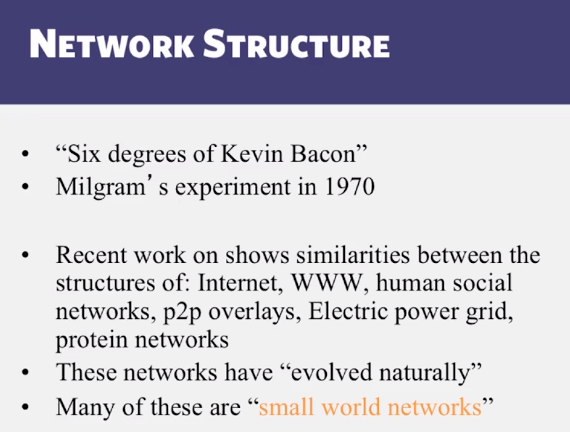 NETWORK STRUCTURE
• “Six degrees of Kevin Bacon”
• Milgram’s experiment in 1970
• Recent work on shows similarities between the
structures of: Internet, WWW, human social
networks, p2p overlays, Electric power grid,
protein networks
• These networks have “evolved naturally”
• Many of these are “small world networks”